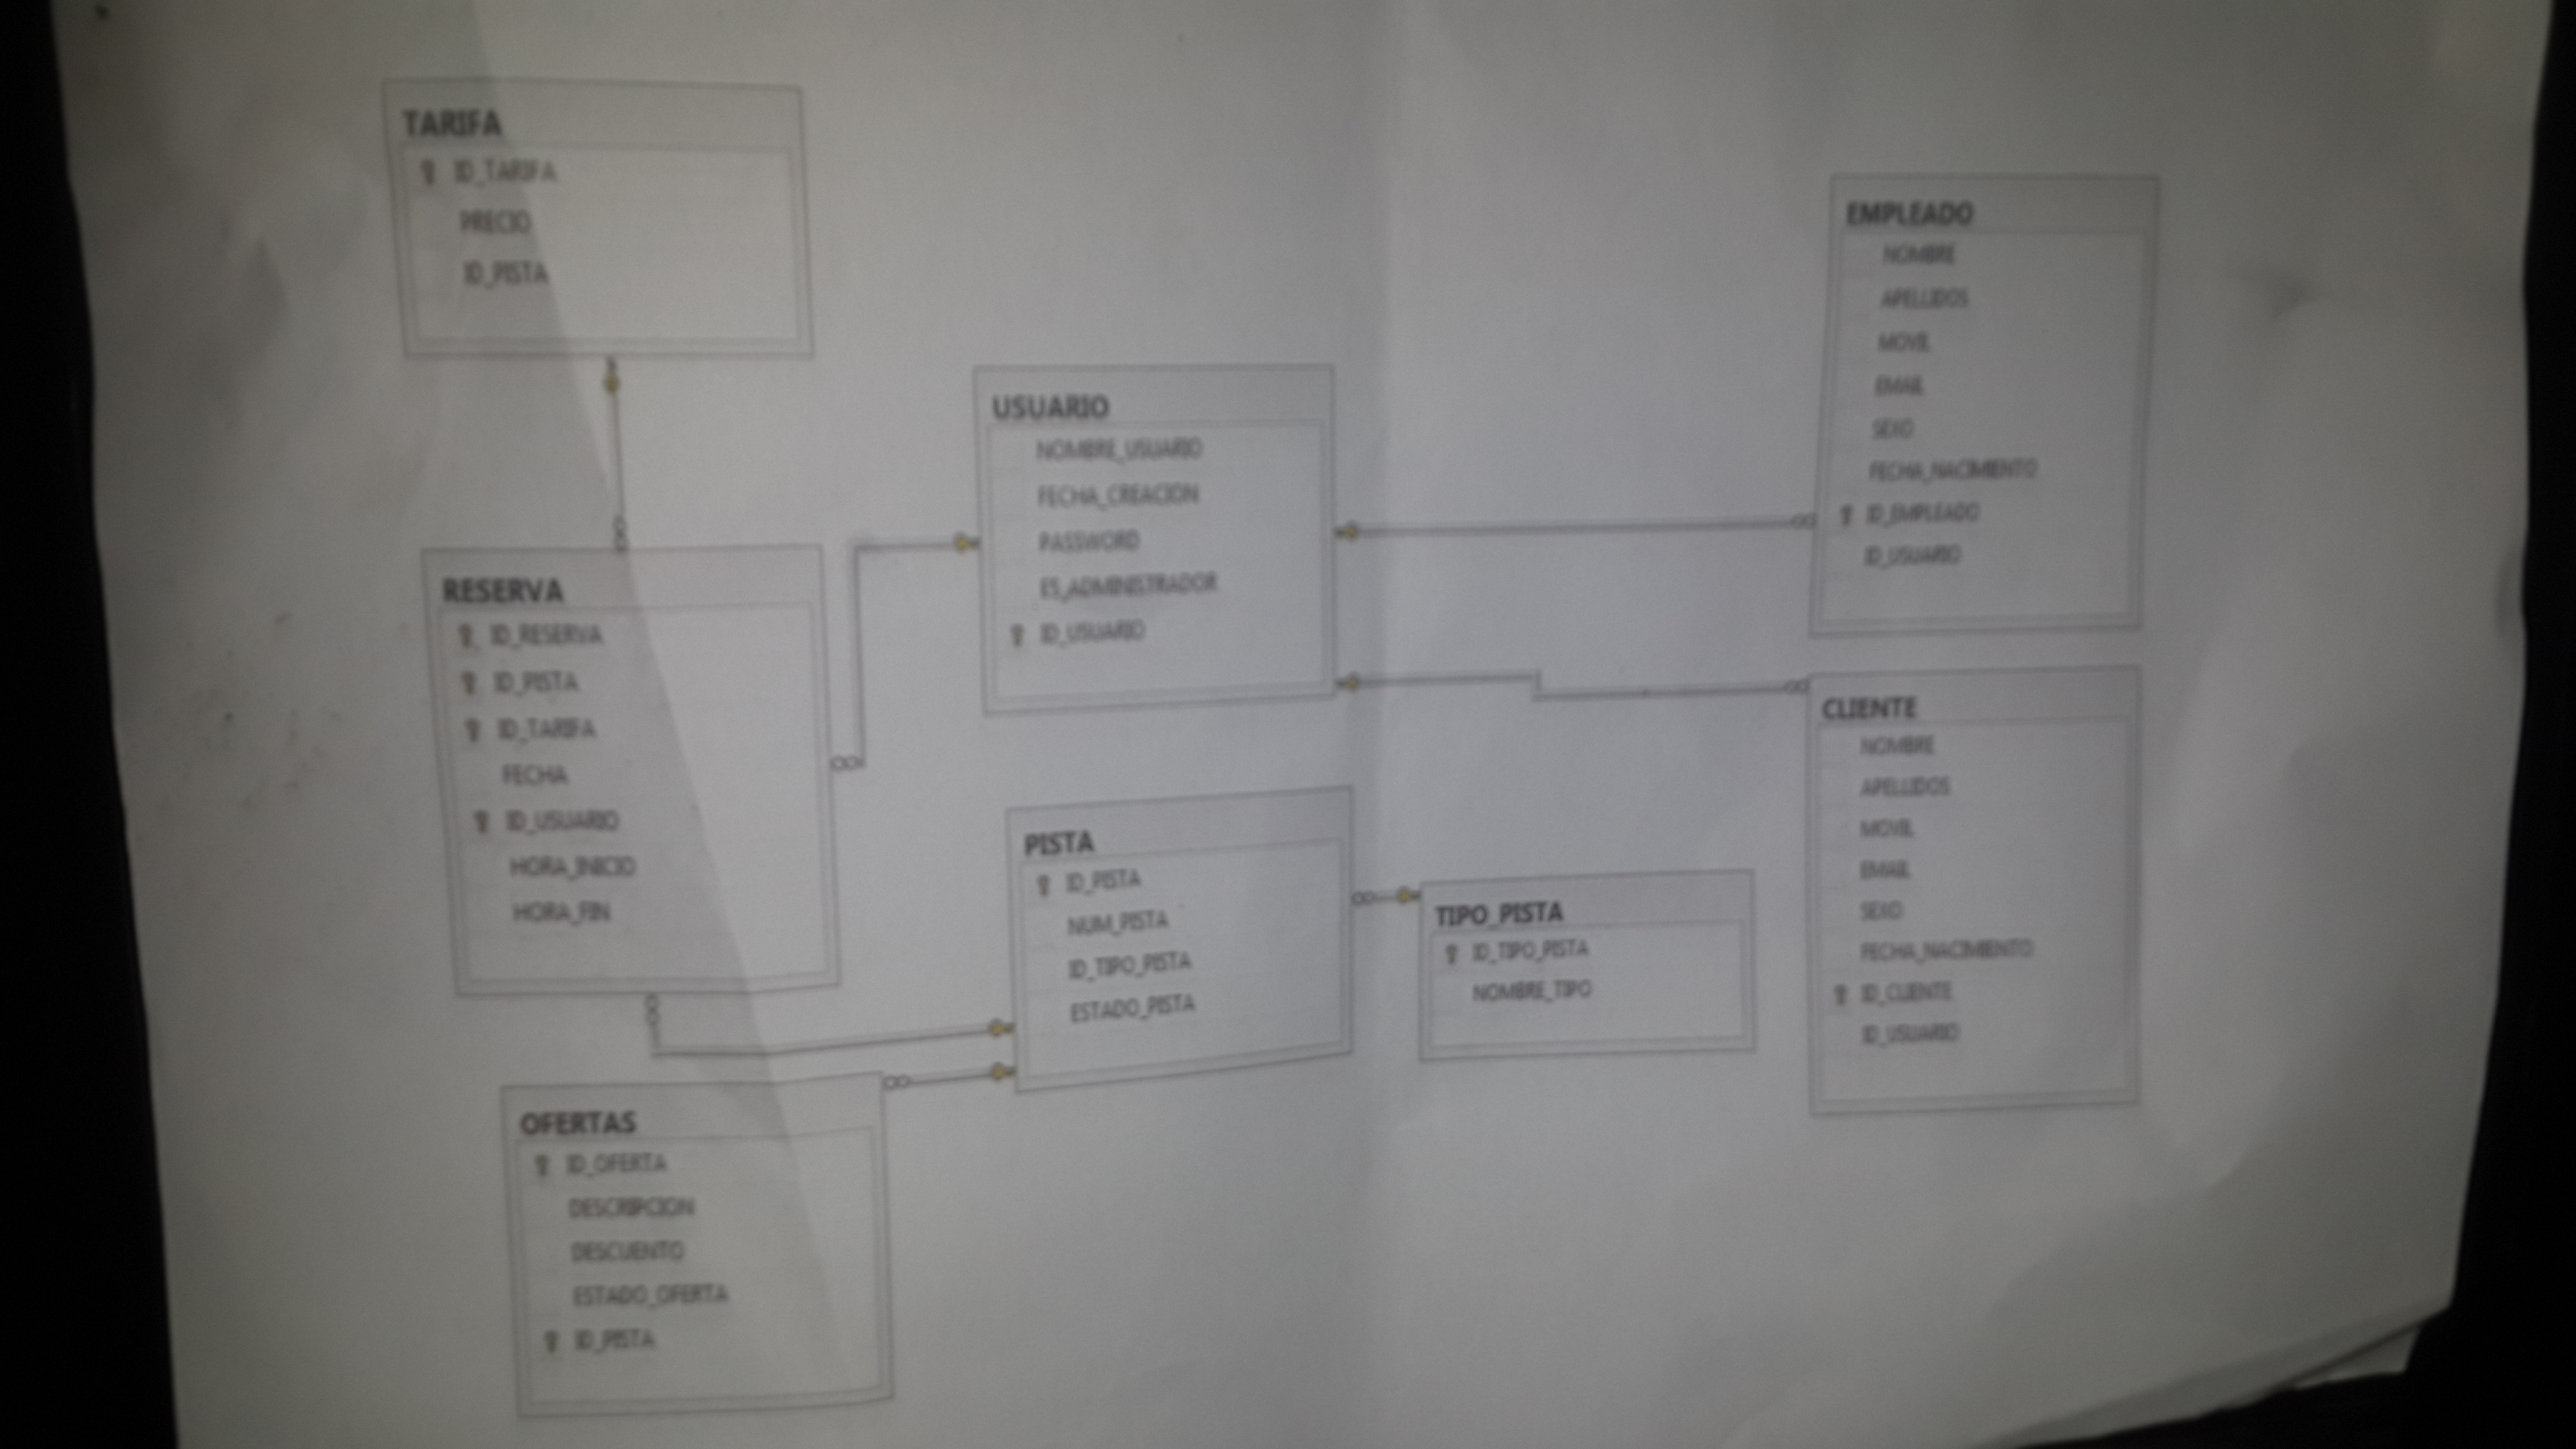 TARIFA
ID_TARIFA
PRECIO
ID_PISTA
RESERVA
ID_RESERVA
ID_PISTA
ID_TARIFA
FECHA
ID_USUARIO
HORA_INICIO
HORA_FIN
OFERTAS
ID_OFERTA
DESCRIPCION
DESCUENTO
ESTADO_OFERTA
ID_PISTA
USUARIO
NOMBRE_USUARIO
FECHA_CREACION
PASSWORD
ES_ADMINISTRADOR
ID_USUARIO
PISTA
ID_PISTA
NUM_PISTA
ID_TIPO_PISTA
ESTADO_PISTA
TIPO_PISTA
ID_TIPO_PISTA
NOMBRE_TIPO
EMPLEADO
NOMBRE
APELLIDOS
MOVIL
EMAIL
SEXO
FECHA_NACIMIENTO
ID_EMPLEADO
ID_USUARIO
CLIENTE
NOMBRE
APELLIDOS
MOVIL
EMAIL
SEXO
FECHA_NACIMIENTO
ID_CLIENTE
ID_USUARIO